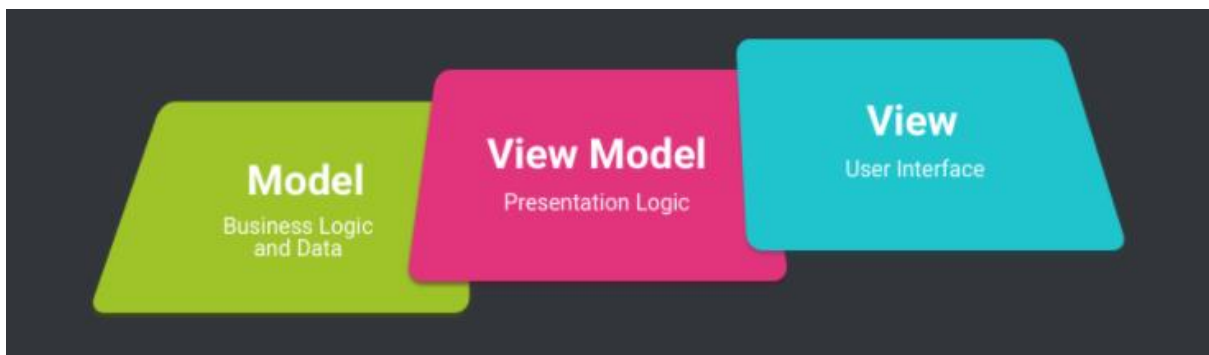 Model
Business Logic
and Data
View Model
Presentation Logic
View
User Interface